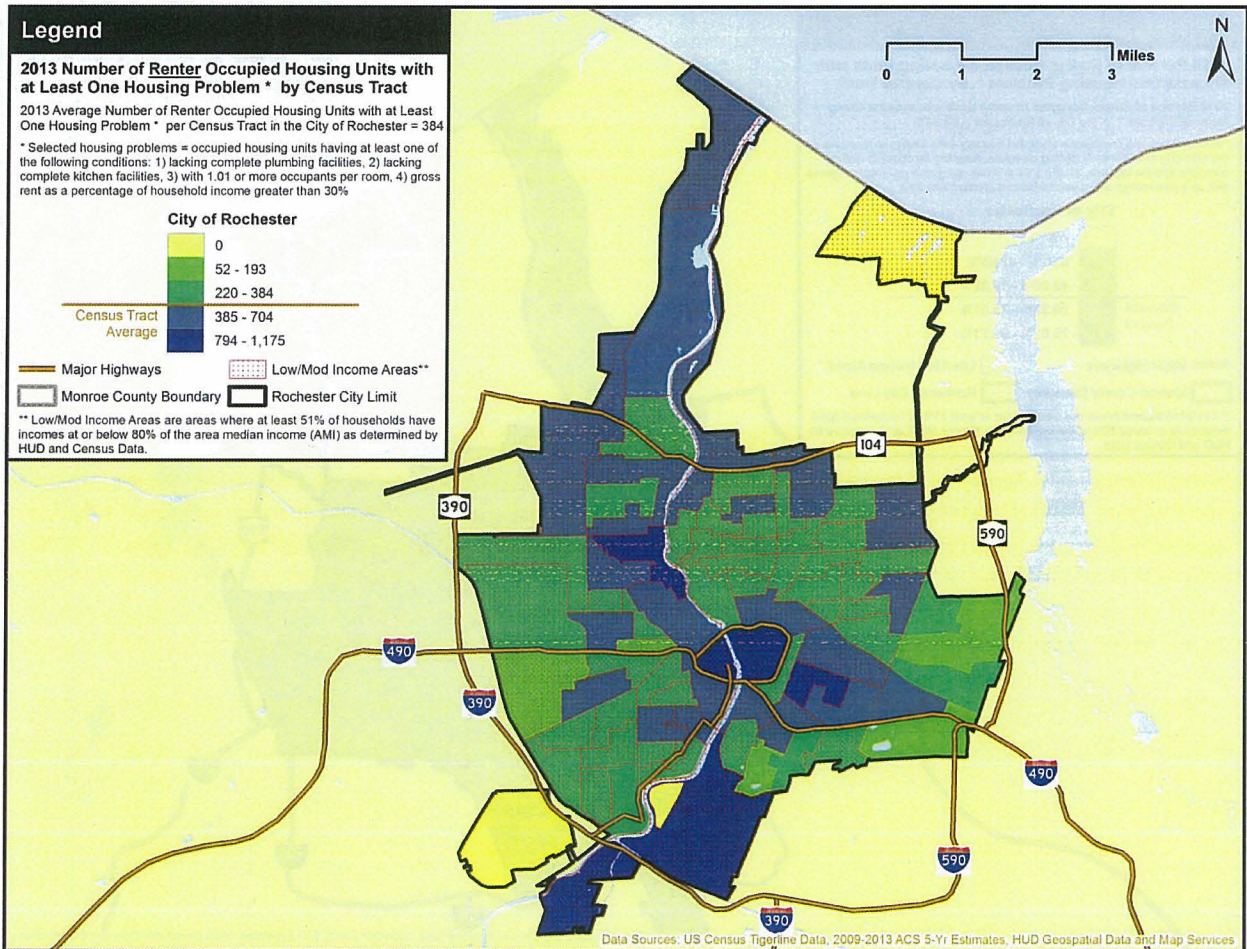 Legend
2013 Number of Renter Occupied Housing Units with
at Least One Housing Problem * by Census Tract
2013 Average Number of Renter Occupied Housing Units with at Least
One Housing Problem * per Census Tract in the City of Rochester = 384
* Selected housing problems = occupied housing units having at least one of
the following conditions: 1) lacking complete plumbing facilities, 2) lacking
complete kitchen facilities, 3) with 1.01 or more occupants per room, 4) gross
rent as a percentage of household income greater than 30%
City of Rochester
0
52 - 193
220 - 384
385 - 704
794 - 1,175
Census Tract
Average
Major Highways
Low/Mod Income Areas**
Monroe County Boundary
Rochester City Limit
** Low/Mod Income Areas are areas where at least 51% of households have
incomes at or below 80% of the area median income (AMI) as determined by
HUD and Census Data.
N
0 1 2 3 Miles
104
390
590
490
390
490
590
390
Data Sources: US Census Tigerline Data, 2009-2013 ACS 5-Yr Estimates, HUD Geospatial Data and Map Services